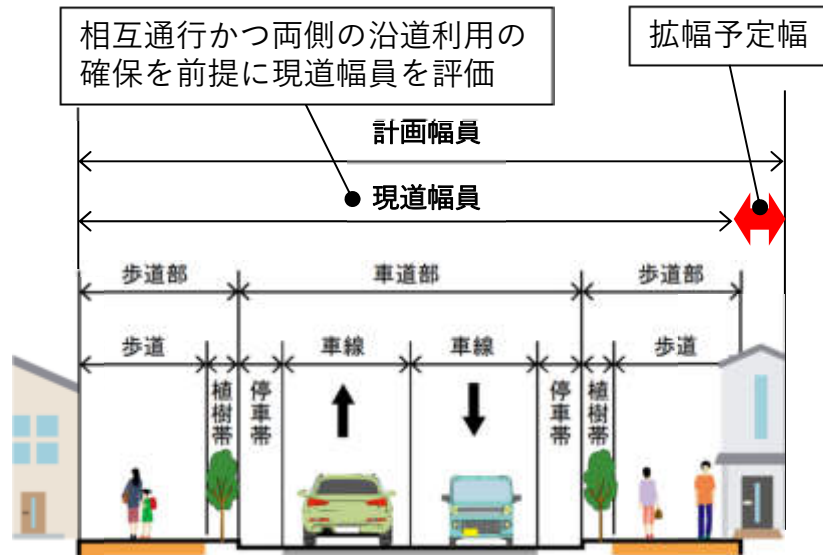 相互通行かつ両側の沿道利用の
確保を前提に現道幅員を評価
拡幅予定幅
計画幅員
現道幅員
歩道部
車道部
歩道部
歩道
車線
車線
歩道
植樹帯
停車帯
停車帯
植樹帯